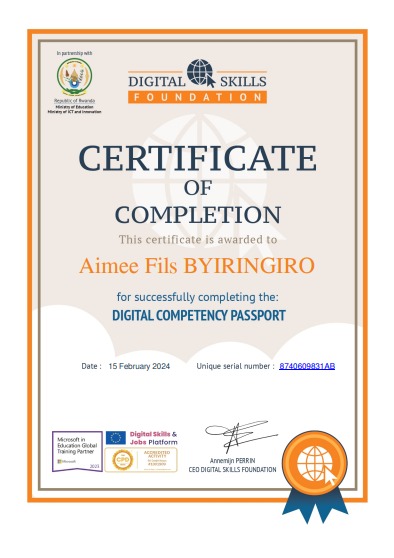 In partnership with
Republic of Rwanda
Ministry of Education
Ministry of ICT and Innovation
DIGITAL SKILLS
FOUNDATION
CERTIFICATE
OF
COMPLETION
This certificate is awarded to
Aimee Fils BYIRINGIRO
for successfully completing the:
DIGITAL COMPETENCY PASSPORT
Date : 15 February 2024
Unique serial number : 8740609831AB
Microsoft in
Education Global
Training Partner
Microsoft
2023
Digital Skills &
Jobs Platform
CPD
ACCREDITED
ACTIVITY
Annemijn PERRIN
CEO DIGITAL SKILLS FOUNDATION